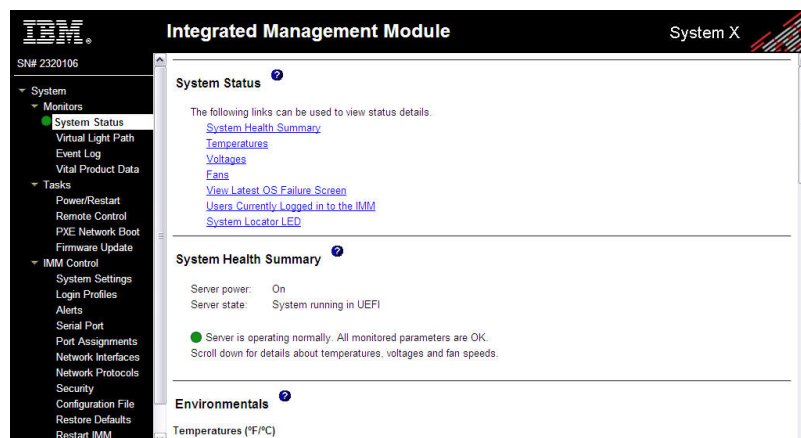 IBM.
Integrated Management Module
System X
SN# 2320106
System
Monitors
System Status
Virtual Light Path
Event Log
Vital Product Data
Tasks
Power/Restart
Remote Control
PXE Network Boot
Firmware Update
IMM Control
System Settings
Login Profiles
Alerts
Serial Port
Port Assignments
Network Interfaces
Network Protocols
Security
Configuration File
Restore Defaults
Restart IMM
System Status ?
The following links can be used to view status details.
System Health Summary
Temperatures
Voltages
Fans
View Latest OS Failure Screen
Users Currently Logged in to the IMM
System Locator LED
System Health Summary ?
Server power: On
Server state: System running in UEFI
Server is operating normally. All monitored parameters are OK.
Scroll down for details about temperatures, voltages and fan speeds.
Environmentals ?
Temperatures (ºF/ºC)